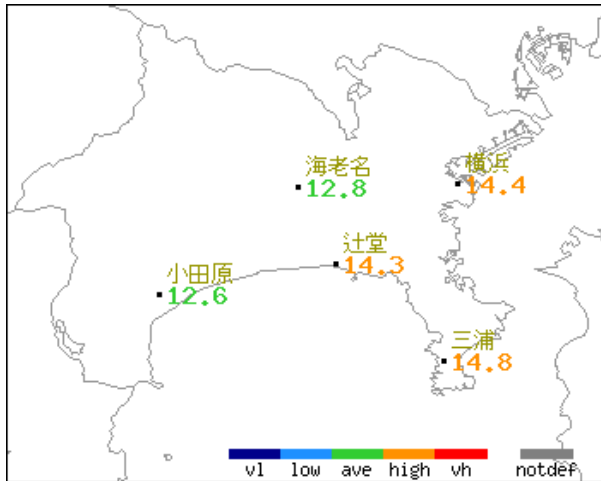 海老名
12.8
横浜
14.4
辻堂
14.3
小田原
12.6
三浦
14.8
vl low ave high vh notdef